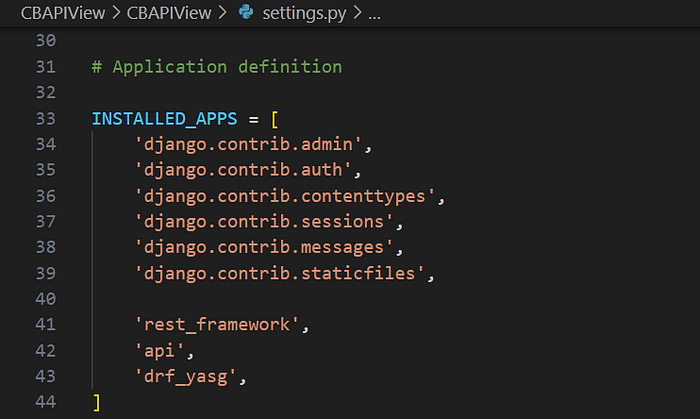 CBAPIView > CBAPIView > settings.py > ...
30
31 # Application definition
32
33 INSTALLED_APPS = [
34     'django.contrib.admin',
35     'django.contrib.auth',
36     'django.contrib.contenttypes',
37     'django.contrib.sessions',
38     'django.contrib.messages',
39     'django.contrib.staticfiles',
40
41     'rest_framework',
42     'api',
43     'drf_yasg',
44 ]